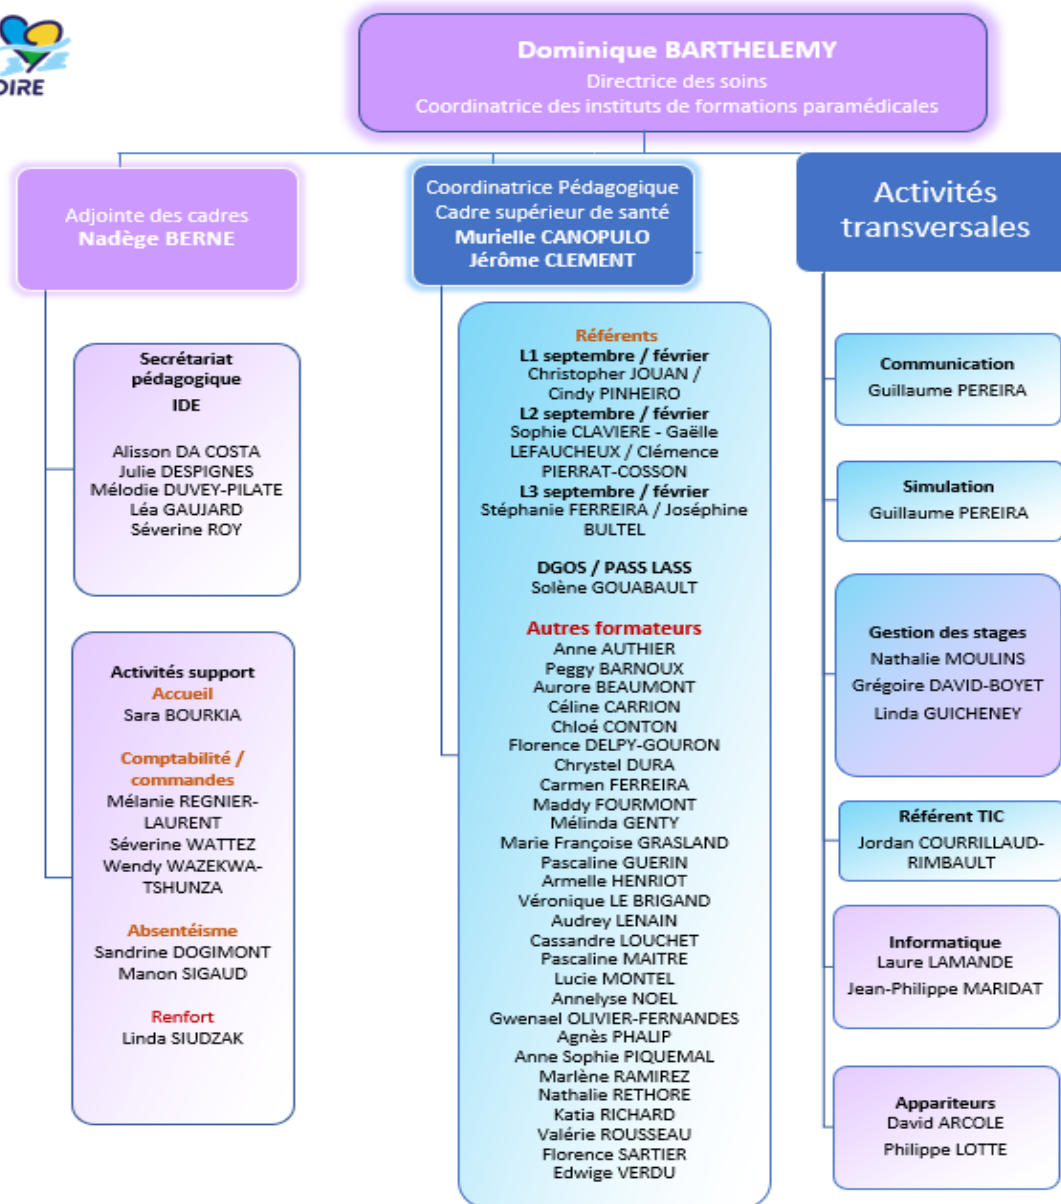 Dominique BARTHELEMY
Directrice des soins
Coordinatrice des instituts de formations paramédicales
Adjointe des cadres
Nadège BERNE
Secrétariat
pédagogique
IDE
Alisson DA COSTA
Julie DESPIGNES
Mélodie DUVEY-PILATE
Léa GAUJARD
Séverine ROY
Activités support
Accueil
Sara BOURKIA
Comptabilité /
commandes
Mélanie REGNIER-
LAURENT
Séverine WATTEZ
Wendy WAZEKWA-
TSHUNZA
Absentéisme
Sandrine DOGIMONT
Manon SIGAUD
Renfort
Linda SIUDZAK
Coordinatrice Pédagogique
Cadre supérieur de santé
Murielle CANOPULO
Jérôme CLEMENT
Référents
L1 septembre / février
Christopher JOUAN /
Cindy PINHEIRO
L2 septembre / février
Sophie CLAVIERE - Gaëlle
LEFAUCHEUX / Clémence
PIERRAT-COSSON
L3 septembre / février
Stéphanie FERREIRA / Joséphine
BULTEL
DGOS / PASS LASS
Solène GOUABAULT
Autres formateurs
Anne AUTHIER
Peggy BARNOUX
Aurore BEAUMONT
Céline CARRION
Chloé CONTON
Florence DELPY-GOURON
Chrystel DURA
Carmen FERREIRA
Maddy FOURMONT
Mélinda GENTY
Marie Françoise GRASLAND
Pascaline GUERIN
Armelle HENRIOT
Véronique LE BRIGAND
Audrey LENAIN
Cassandre LOUCHET
Pascaline MAITRE
Lucie MONTEL
Annelyse NOEL
Gwenael OLIVIER-FERNANDES
Agnès PHALIP
Anne Sophie PIQUEMAL
Marlène RAMIREZ
Nathalie RETHORE
Katia RICHARD
Valérie ROUSSEAU
Florence SARTIER
Edwige VERDU
Activités
transversales
Communication
Guillaume PEREIRA
Simulation
Guillaume PEREIRA
Gestion des stages
Nathalie MOULINS
Grégoire DAVID-BOYET
Linda GUICHENEY
Référent TIC
Jordan COURRILLAUD-
RIMBAULT
Informatique
Laure LAMANDE
Jean-Philippe MARIDAT
Appariteurs
David ARCOLE
Philippe LOTTE